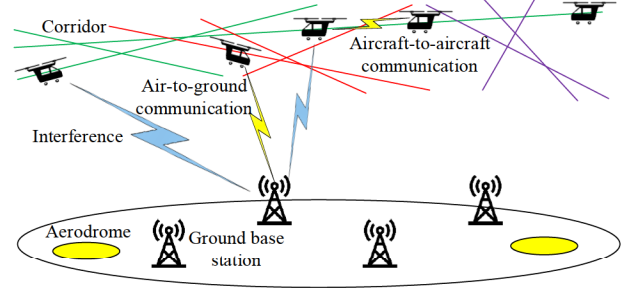 Corridor
Aircraft-to-aircraft
communication
Air-to-ground
communication
Interference
Aerodrome
Ground base
station